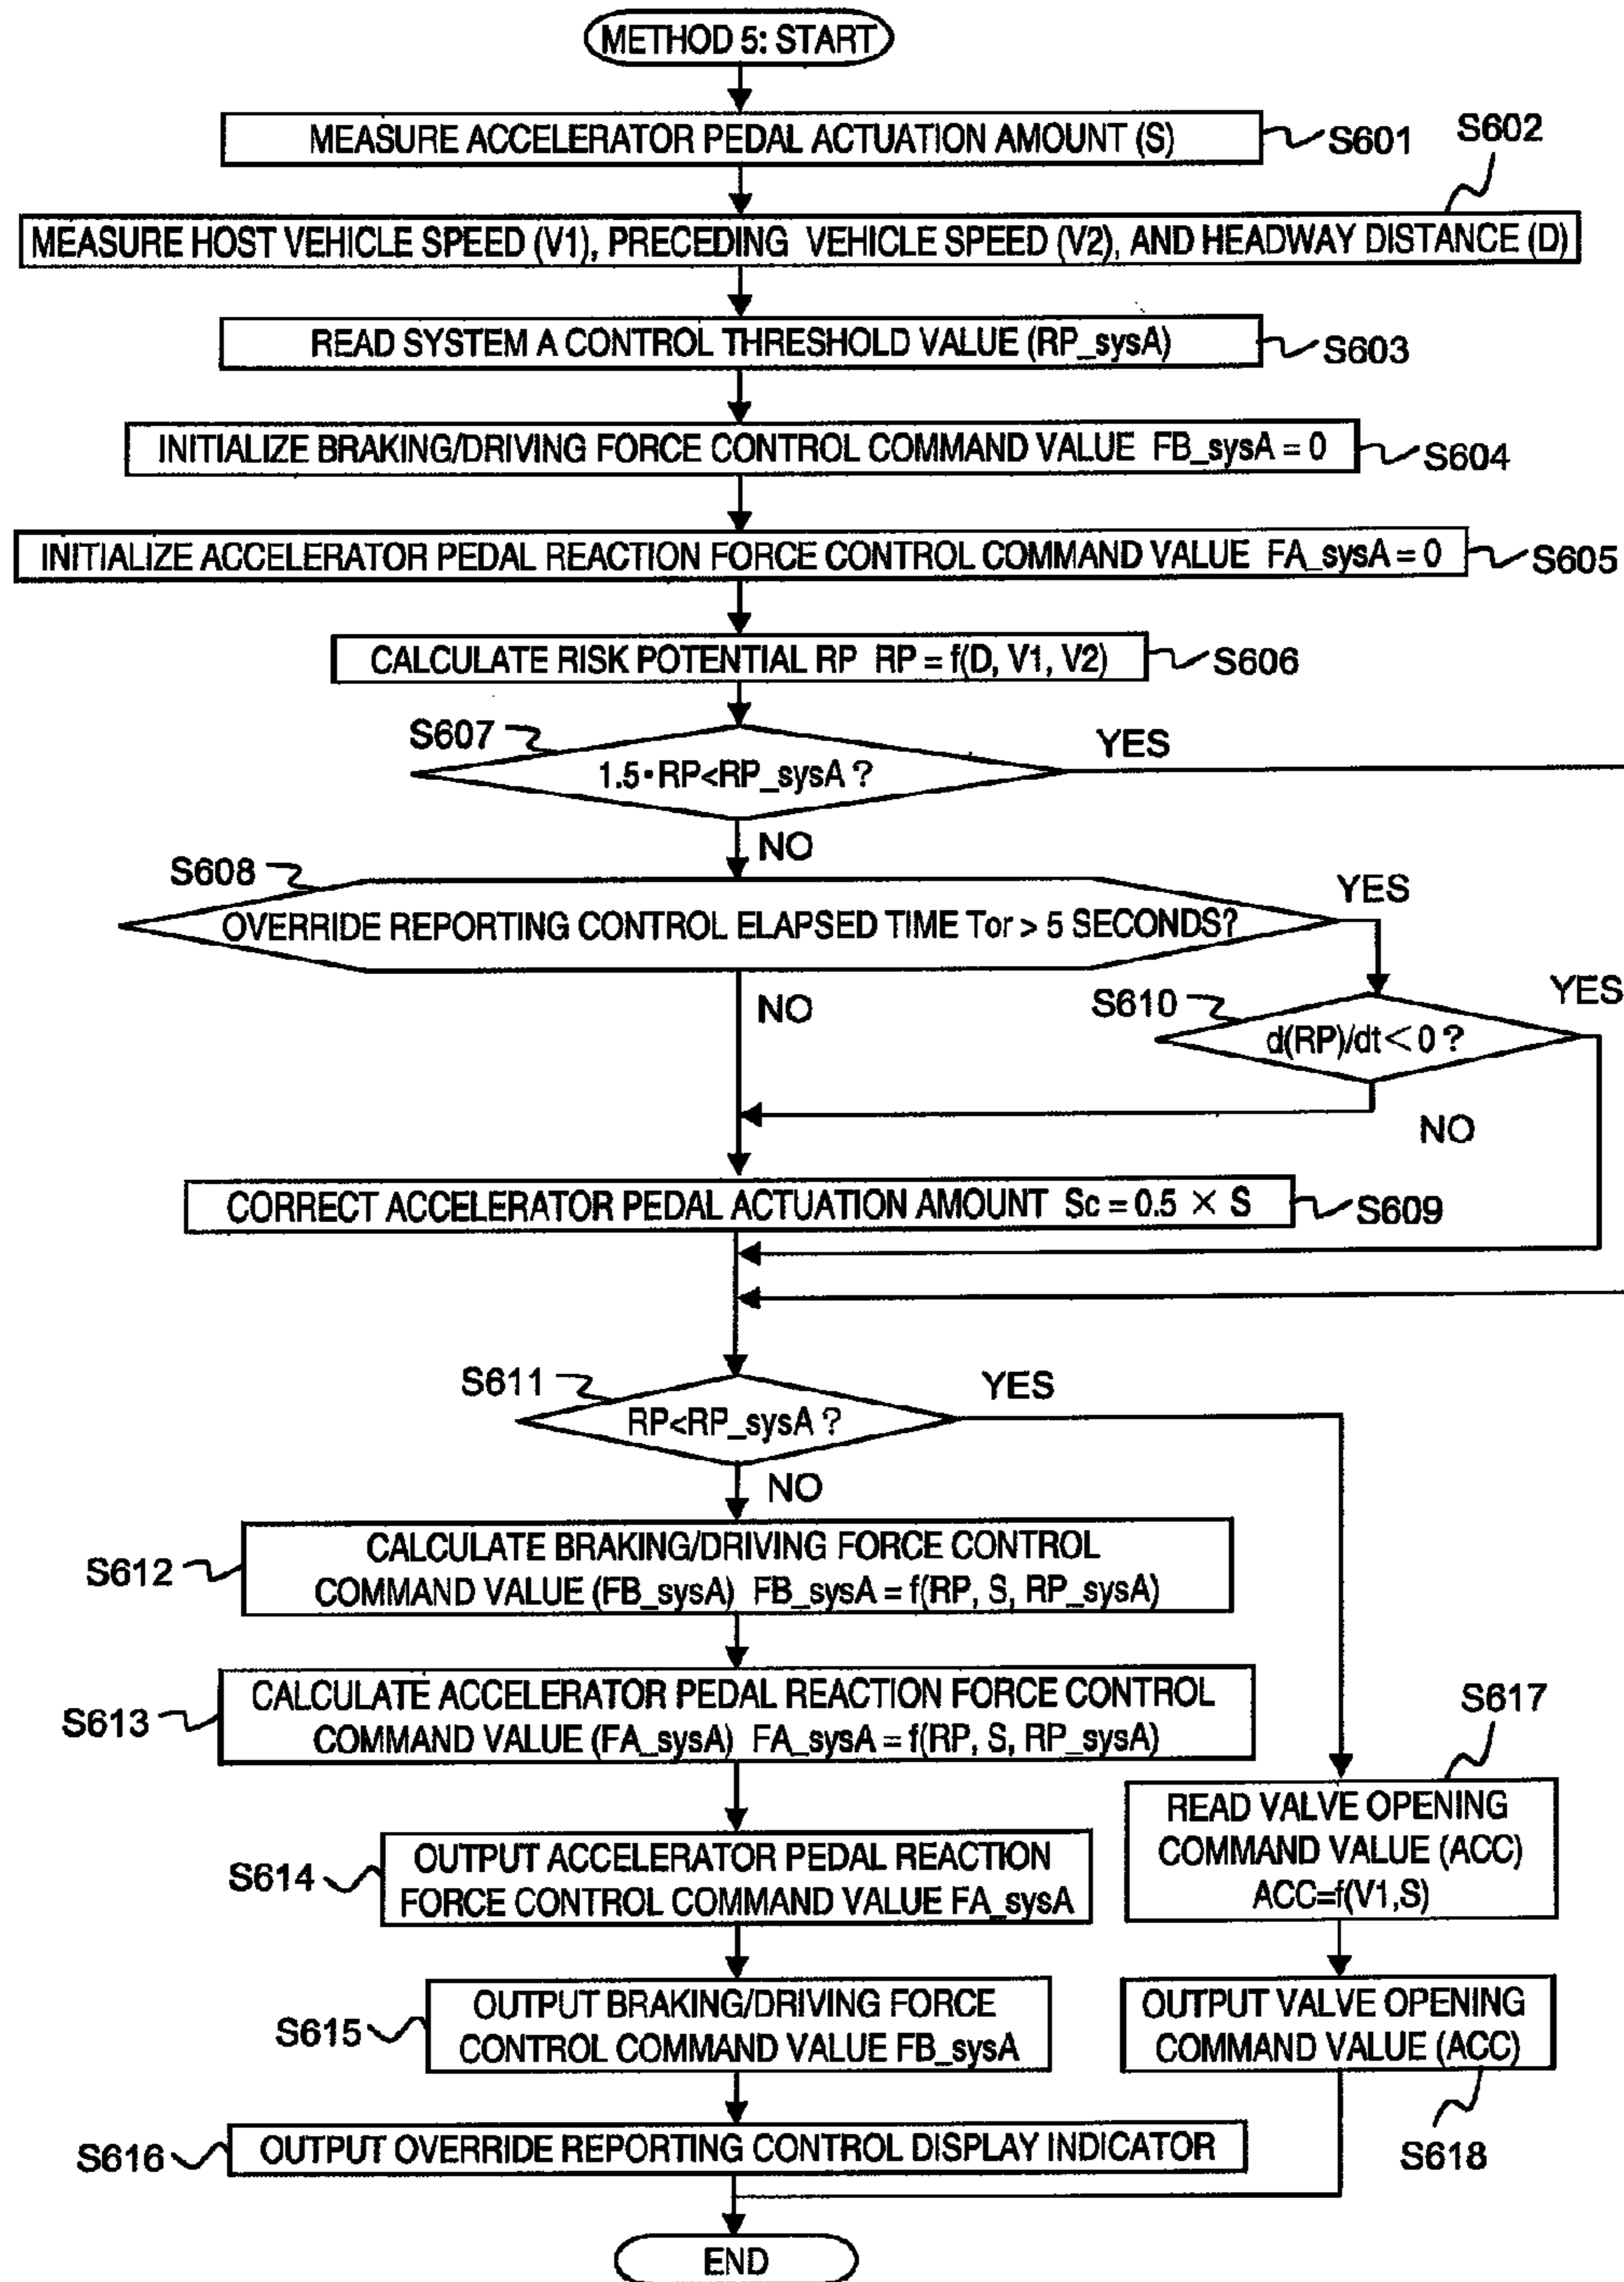 METHOD 5: START
MEASURE ACCELERATOR PEDAL ACTUATION AMOUNT (S)
S601
S602
MEASURE HOST VEHICLE SPEED (V1), PRECEDING VEHICLE SPEED (V2), AND HEADWAY DISTANCE (D)
READ SYSTEM A CONTROL THRESHOLD VALUE (RP_sysA)
S603
INITIALIZE BRAKING/DRIVING FORCE CONTROL COMMAND VALUE FB_sysA = 0
S604
INITIALIZE ACCELERATOR PEDAL REACTION FORCE CONTROL COMMAND VALUE FA_sysA = 0
S605
CALCULATE RISK POTENTIAL RP RP = f(D, V1, V2)
S606
S607
1.5•RP<RP_sysA ?
YES
NO
S608
OVERRIDE REPORTING CONTROL ELAPSED TIME Tor > 5 SECONDS?
YES
NO
S610
d(RP)/dt < 0 ?
YES
NO
CORRECT ACCELERATOR PEDAL ACTUATION AMOUNT Sc = 0.5 × S
S609
S611
RP<RP_sysA ?
YES
NO
S612
CALCULATE BRAKING/DRIVING FORCE CONTROL
COMMAND VALUE (FB_sysA) FB_sysA = f(RP, S, RP_sysA)
S613
CALCULATE ACCELERATOR PEDAL REACTION FORCE CONTROL
COMMAND VALUE (FA_sysA) FA_sysA = f(RP, S, RP_sysA)
S617
READ VALVE OPENING
COMMAND VALUE (ACC)
ACC=f(V1,S)
S614
OUTPUT ACCELERATOR PEDAL REACTION
FORCE CONTROL COMMAND VALUE FA_sysA
S615
OUTPUT BRAKING/DRIVING FORCE
CONTROL COMMAND VALUE FB_sysA
OUTPUT VALVE OPENING
COMMAND VALUE (ACC)
S618
S616
OUTPUT OVERRIDE REPORTING CONTROL DISPLAY INDICATOR
END